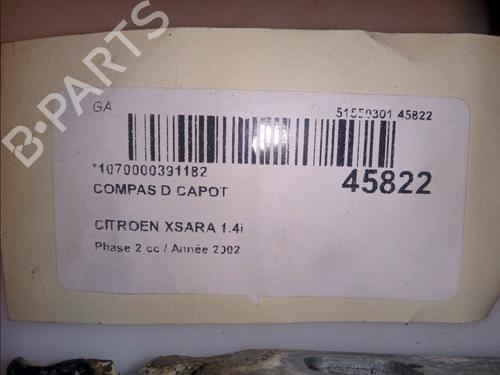 B-PARTS
GA
51550301 45822
*1070000391182
45822
COMPAS D CAPOT
CITROEN XSARA 1.4i
Phase 2 cc / Année 2002